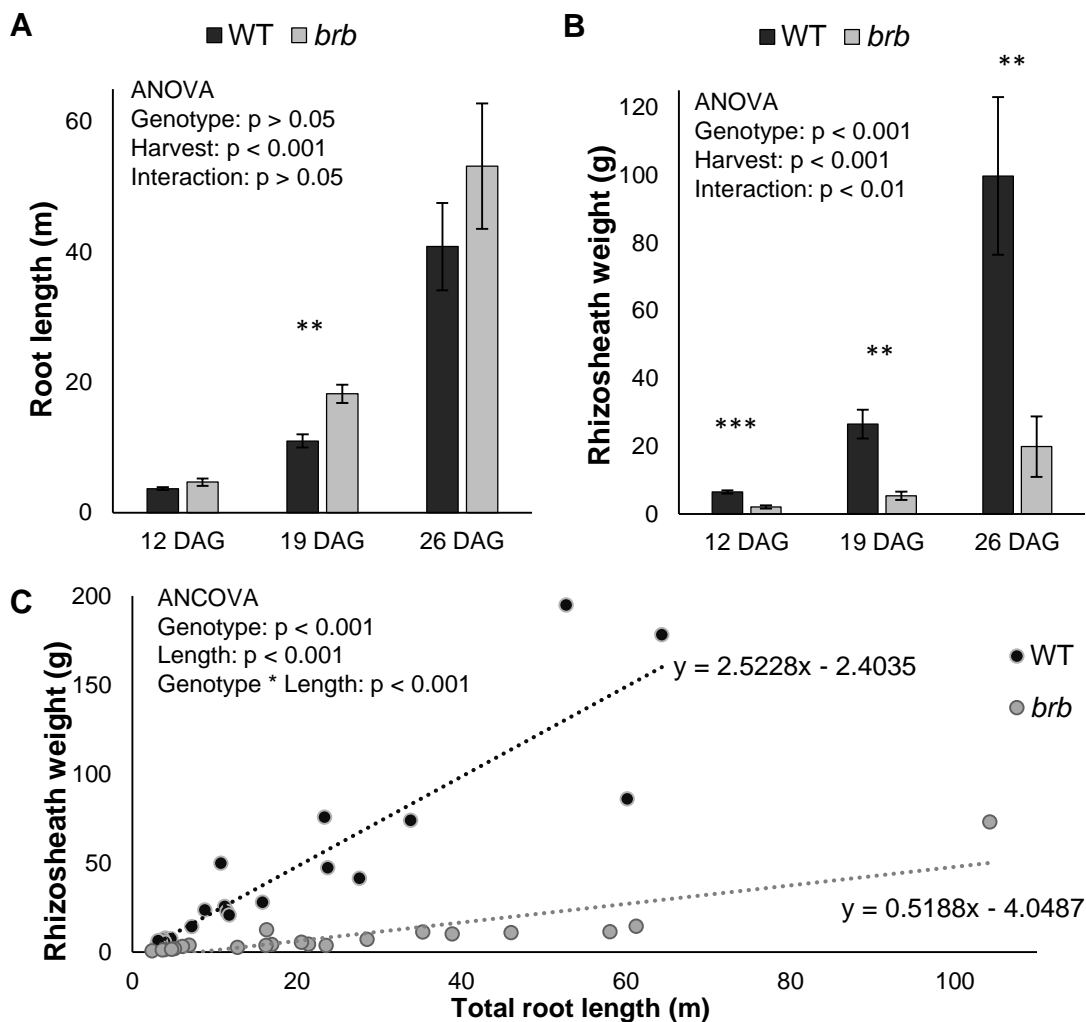 A
WT brb
ANOVA
Genotype: p > 0.05
Harvest: p < 0.001
Interaction: p > 0.05
Root length (m)
60
40
20
0
**
12 DAG 19 DAG 26 DAG
B
WT brb
ANOVA
Genotype: p < 0.001
Harvest: p < 0.001
Interaction: p < 0.01
Rhizosheath weight (g)
120
100
80
60
40
20
0
***
**
**
12 DAG 19 DAG 26 DAG
C
ANCOVA
Genotype: p < 0.001
Length: p < 0.001
Genotype * Length: p < 0.001
Rhizosheath weight (g)
200
150
100
50
0
y = 2.5228x - 2.4035
y = 0.5188x - 4.0487
WT
brb
0 20 40 60 80 100
Total root length (m)